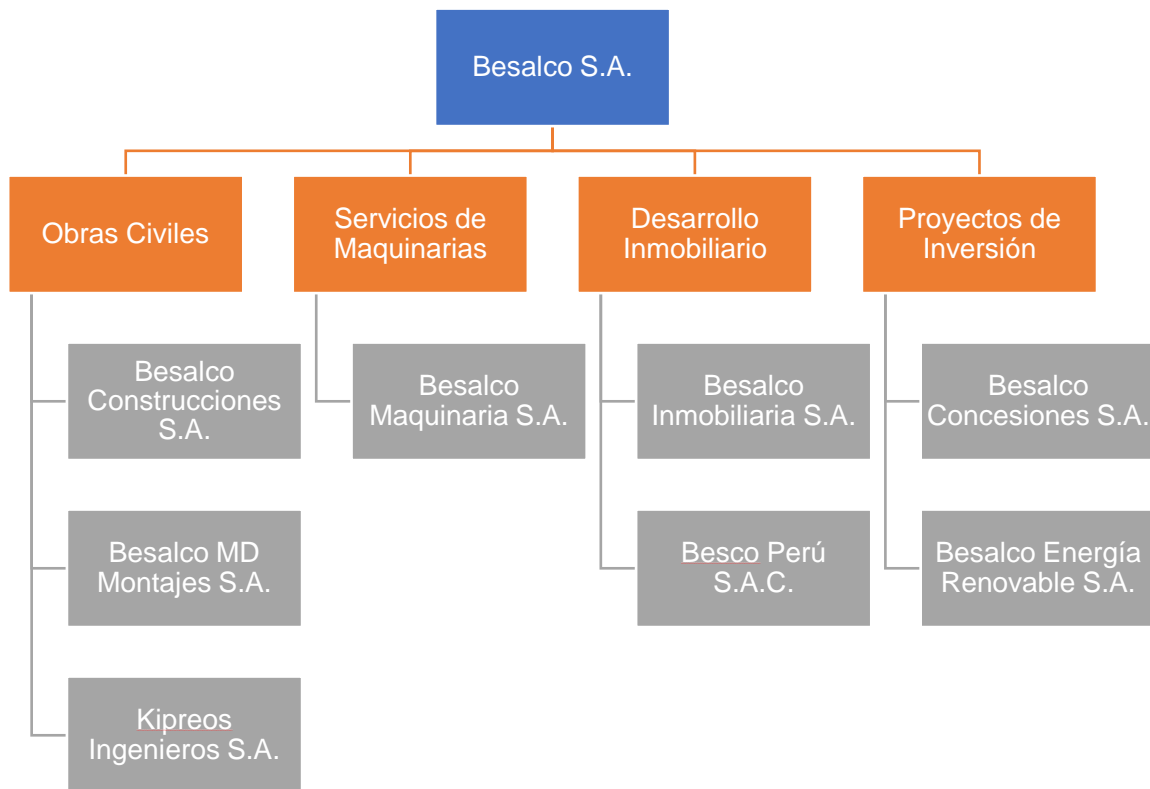 Besalco S.A.
Obras Civiles
Servicios de
Maquinarias
Desarrollo
Inmobiliario
Proyectos de
Inversión
Besalco
Construcciones
S.A.
Besalco
Maquinaria S.A.
Besalco
Inmobiliaria S.A.
Besalco
Concesiones S.A.
Besalco MD
Montajes S.A.
Besco Perú
S.A.C.
Besalco Energía
Renovable S.A.
Kipreos
Ingenieros S.A.